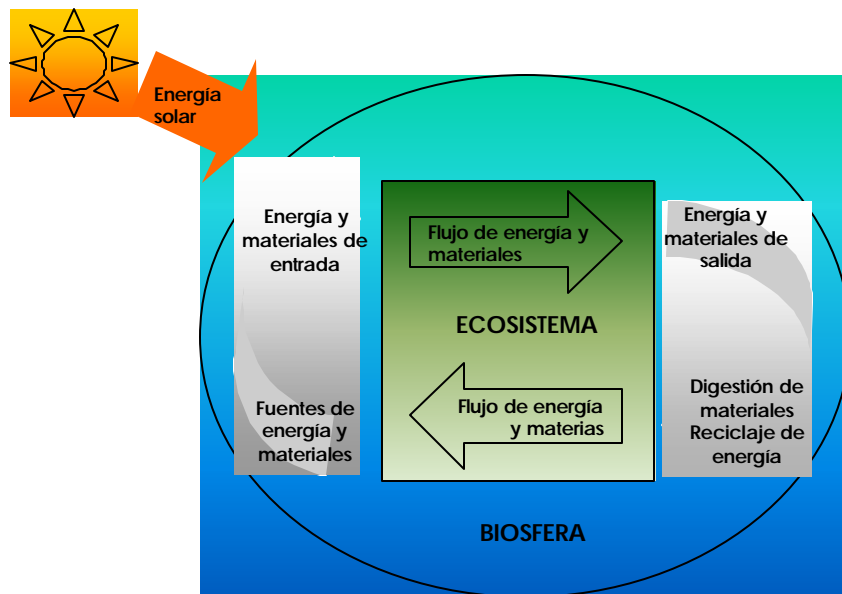 Energía
solar
Energía y
materiales de
entrada
Flujo de energía y
materiales
Energía y
materiales de
salida
ECOSISTEMA
Fuentes de
energía y
materiales
Flujo de energía
y materias
Digestión de
materiales
Reciclaje de
energía
BIOSFERA